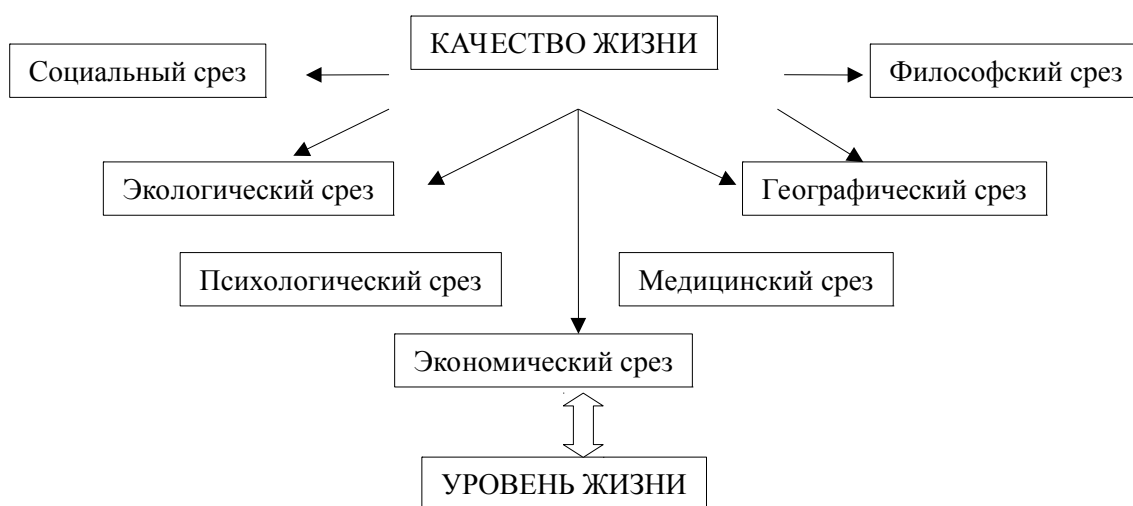 КАЧЕСТВО ЖИЗНИ
Социальный срез
Философский срез
Экологический срез
Географический срез
Психологический срез
Медицинский срез
Экономический срез
УРОВЕНЬ ЖИЗНИ